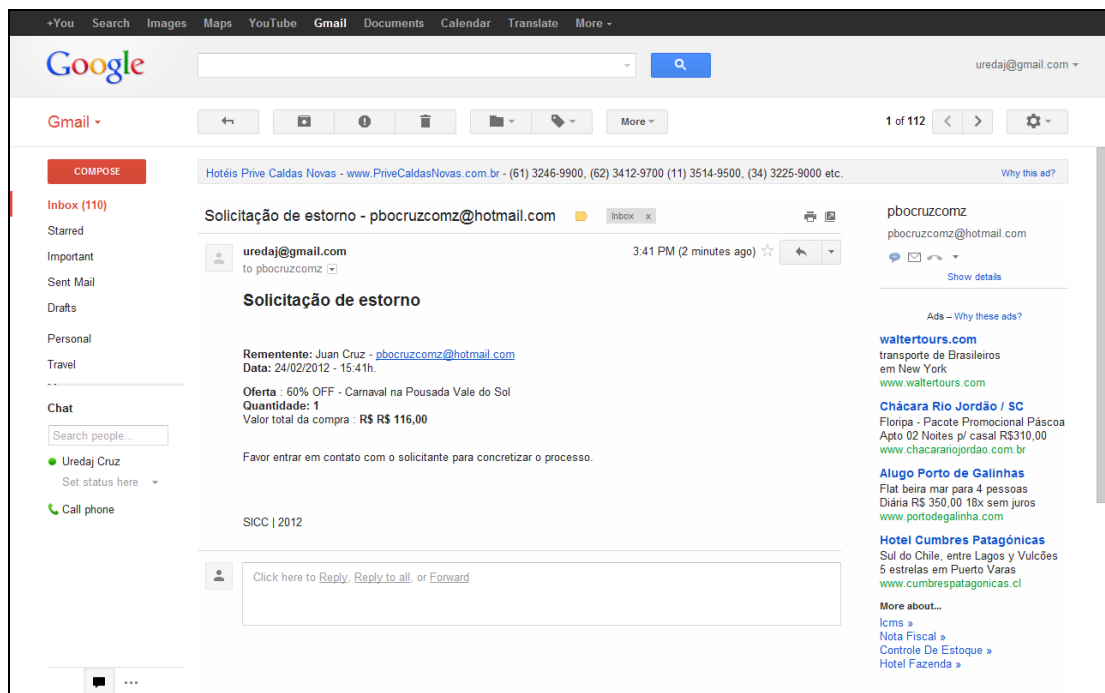 +You Search Images Maps YouTube Gmail Documents Calendar Translate More
Google
uredaj@gmail.com
Gmail
More
1 of 112
COMPOSE
Inbox (110)
Starred
Important
Sent Mail
Drafts
Personal
Travel
Chat
Search people...
Uredaj Cruz
Set status here
Call phone
Hotéis Prive Caldas Novas - www.PriveCaldasNovas.com.br - (61) 3246-9900, (62) 3412-9700 (11) 3514-9500, (34) 3225-9000 etc.
Why this ad?
Solicitação de estorno - pbocruzcomz@hotmail.com
Inbox x
uredaj@gmail.com
3:41 PM (2 minutes ago)
to pbocruzcomz
Solicitação de estorno
Rementente: Juan Cruz - pbocruzcomz@hotmail.com
Data: 24/02/2012 - 15:41h.
Oferta : 60% OFF - Carnaval na Pousada Vale do Sol
Quantidade: 1
Valor total da compra : R$ R$ 116,00
Favor entrar em contato com o solicitante para concretizar o processo.
SICC | 2012
Click here to Reply, Reply to all, or Forward
pbocruzcomz
pbocruzcomz@hotmail.com
Show details
Ads – Why these ads?
waltertours.com
transporte de Brasileiros
em New York
www.waltertours.com
Chácara Rio Jordão / SC
Floripa - Pacote Promocional Páscoa
Apto 02 Noites p/ casal R$310,00
www.chacarariojordao.com.br
Alugo Porto de Galinhas
Flat beira mar para 4 pessoas
Diária R$ 350,00 18x sem juros
www.portodegalinha.com
Hotel Cumbres Patagónicas
Sul do Chile, entre Lagos y Vulcões
5 estrelas em Puerto Varas
www.cumbrespatagonicas.cl
More about...
Icms »
Nota Fiscal »
Controle De Estoque »
Hotel Fazenda »